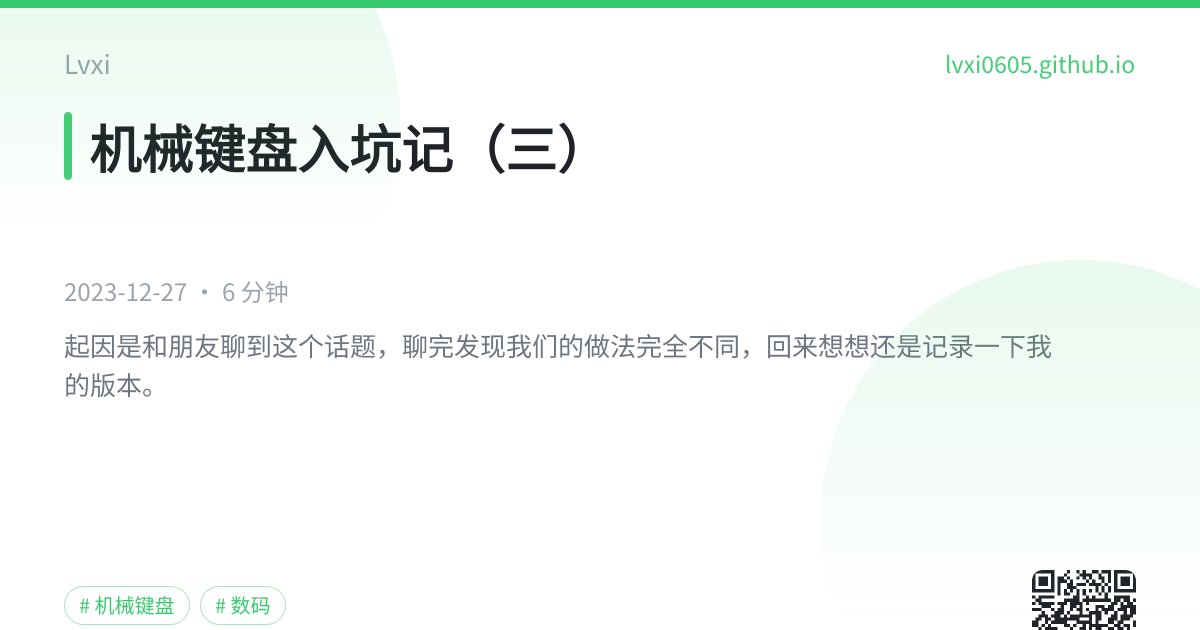 Lvxi
lvxi0605.github.io
机械键盘入坑记（三）
2023-12-27 · 6 分钟
起因是和朋友聊到这个话题，聊完发现我们的做法完全不同，回来想想还是记录一下我
的版本。
# 机械键盘
# 数码